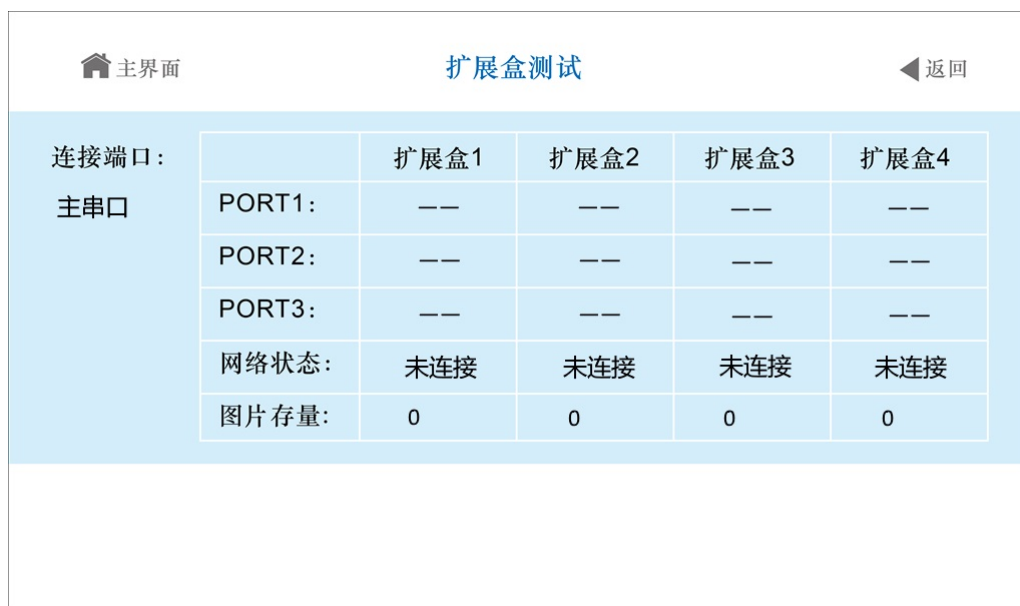 主界面 扩展盒测试 返回
连接端口: 扩展盒1 扩展盒2 扩展盒3 扩展盒4
主串口 PORT1: —— —— —— ——
PORT2: —— —— —— ——
PORT3: —— —— —— ——
网络状态: 未连接 未连接 未连接 未连接
图片存量: 0 0 0 0